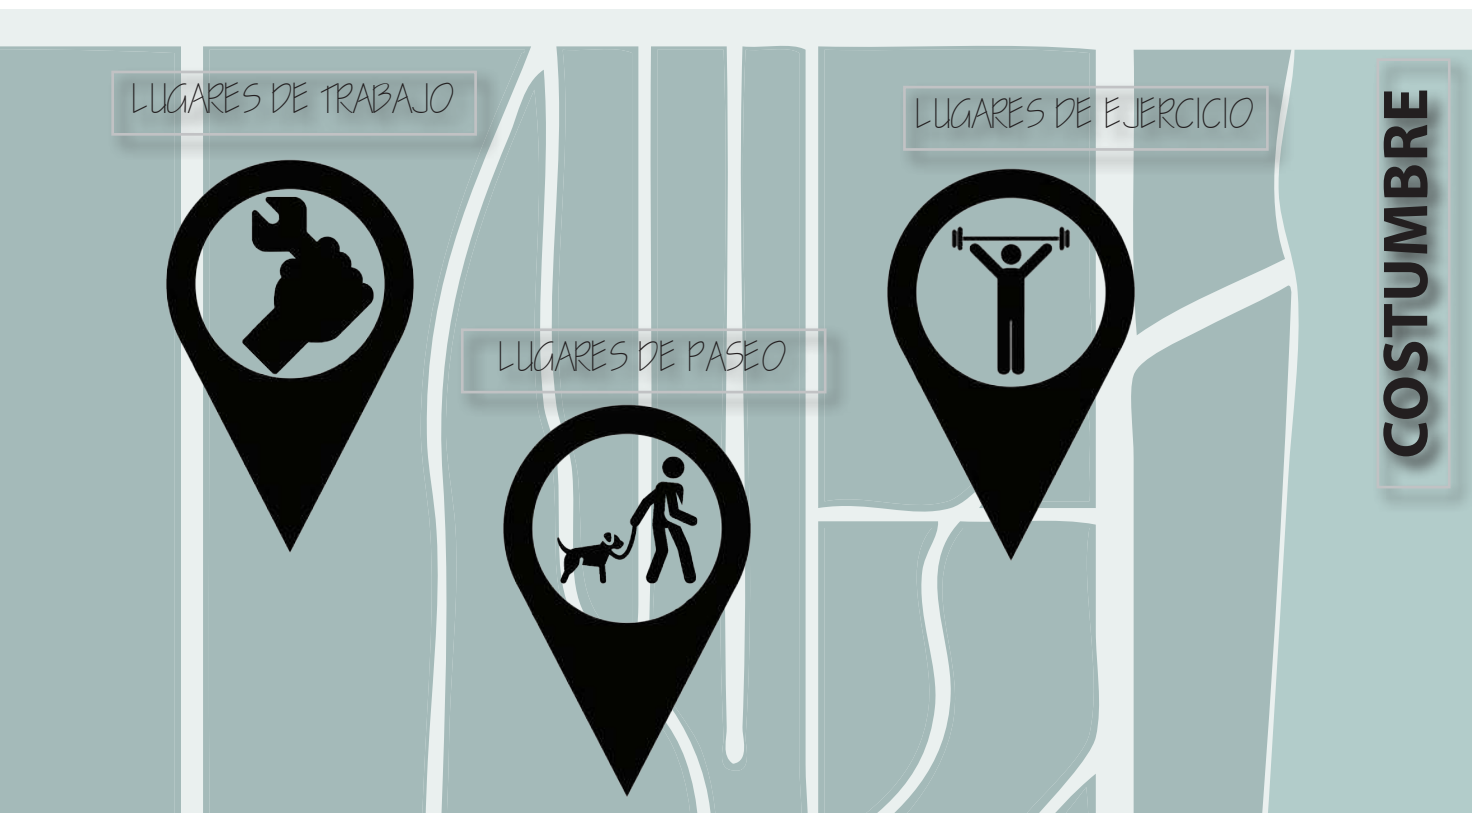 LUGARES DE TRABAJO
LUGARES DE EJERCICIO
LUGARES DE PASEO
COSTUMBRE